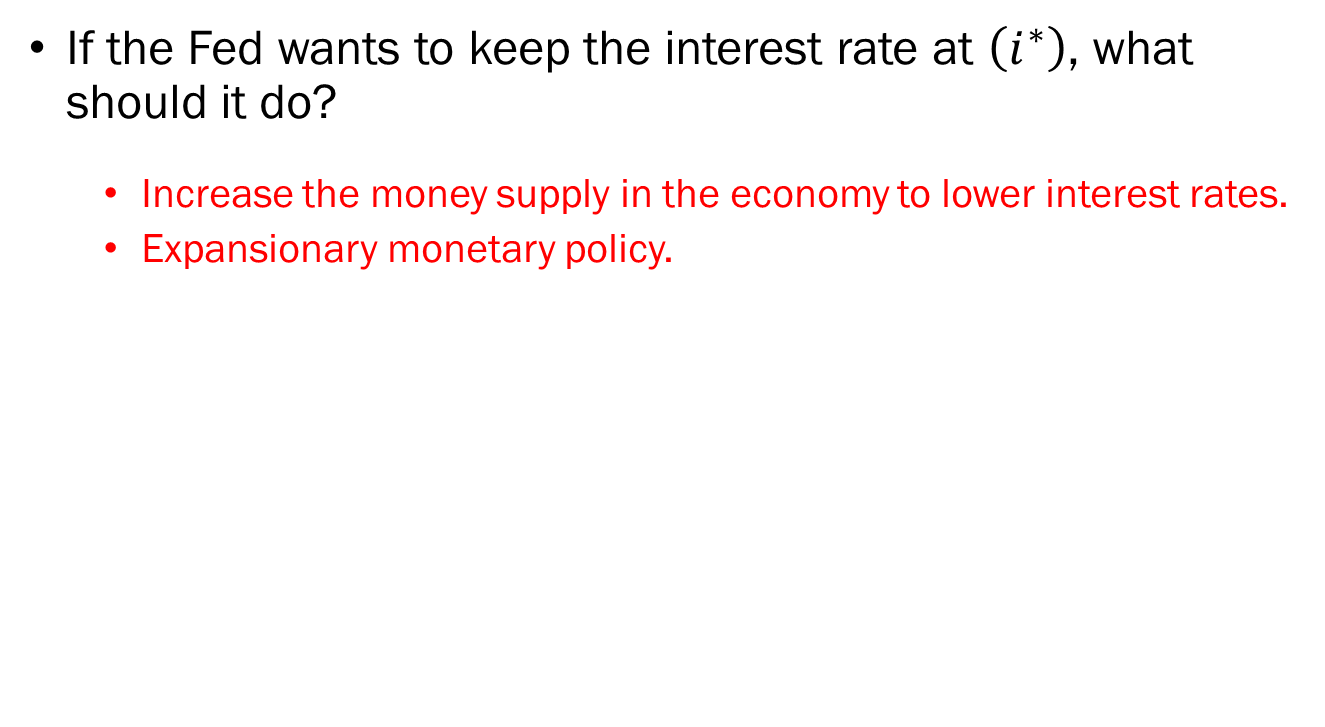 • If the Fed wants to keep the interest rate at (i*), what
should it do?
• Increase the money supply in the economy to lower interest rates.
• Expansionary monetary policy.